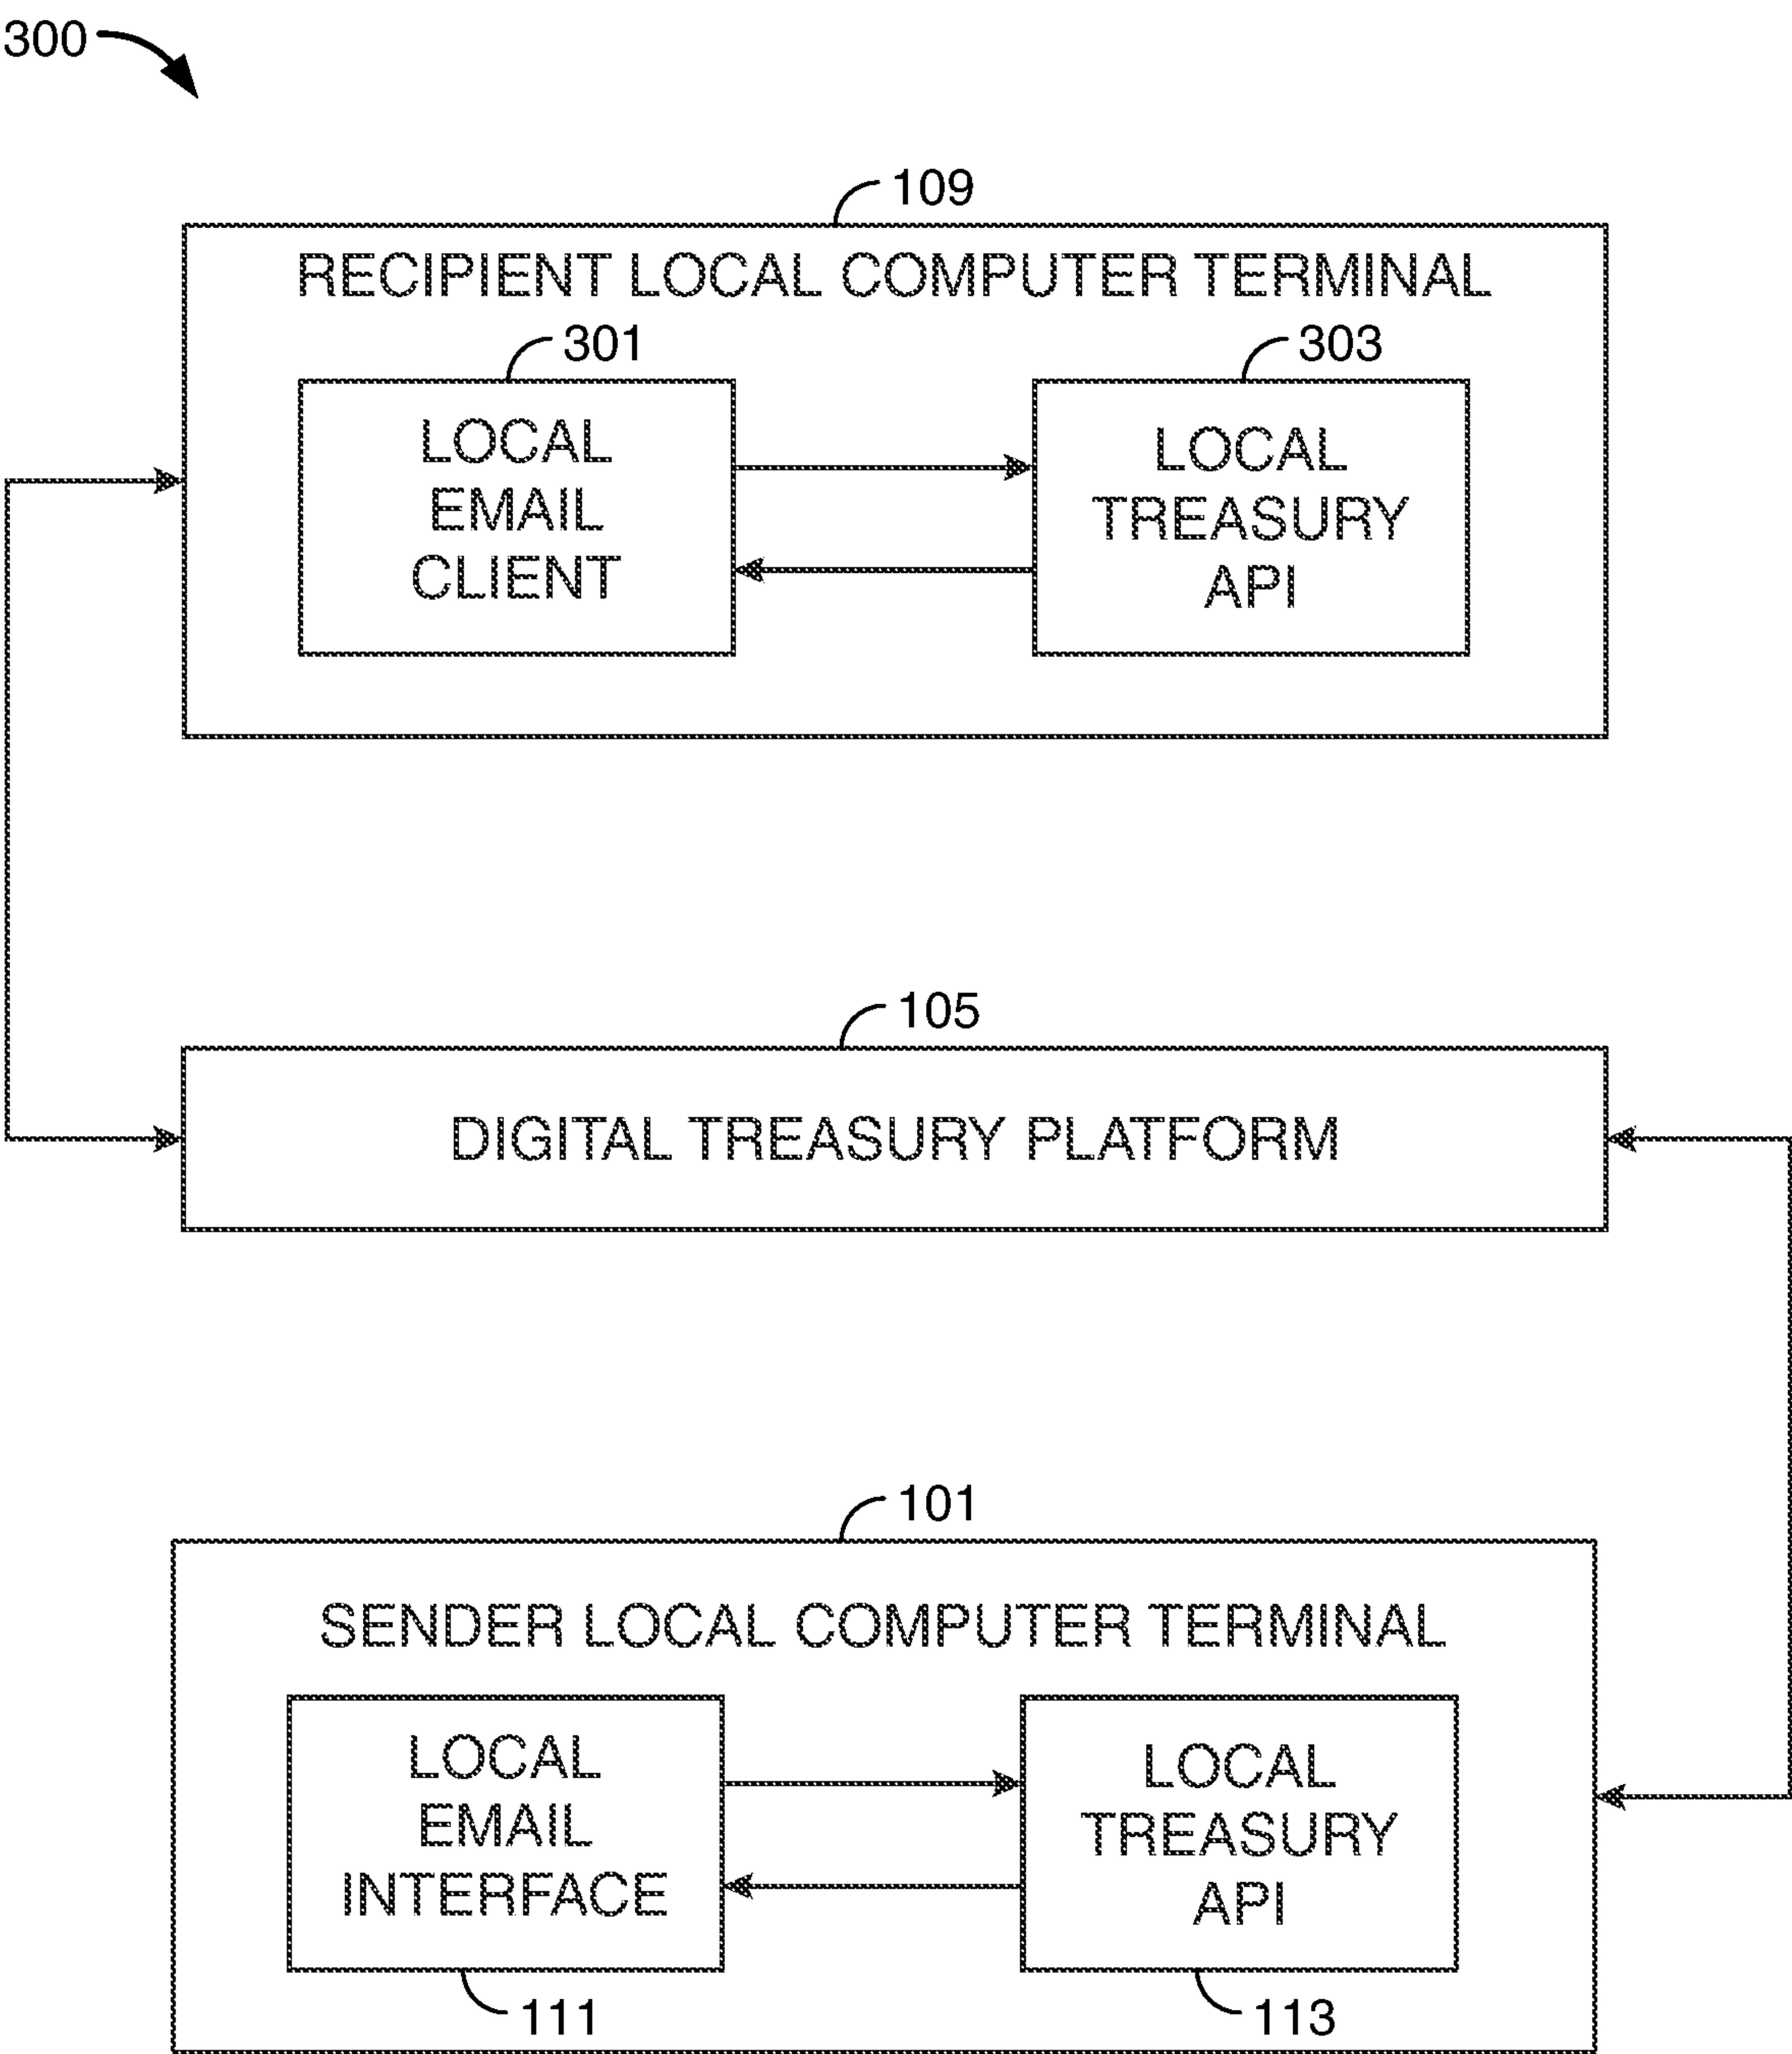 300
109
RECIPIENT LOCAL COMPUTER TERMINAL
301
303
LOCAL
EMAIL
CLIENT
LOCAL
TREASURY
API
105
DIGITAL TREASURY PLATFORM
101
SENDER LOCAL COMPUTER TERMINAL
LOCAL
EMAIL
INTERFACE
LOCAL
TREASURY
API
111
113